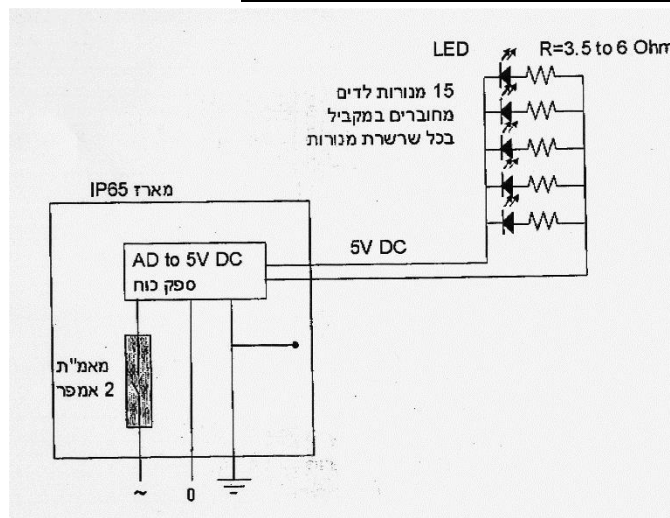 LED R=3.5 to 6 Ohm
15 מנורות לדים
מחוברים במקביל
בכל שרשרת מנורות
מארז IP65
5V DC
AD to 5V DC
ספק כוח
מאמ"ת
2 אמפר
~ 0